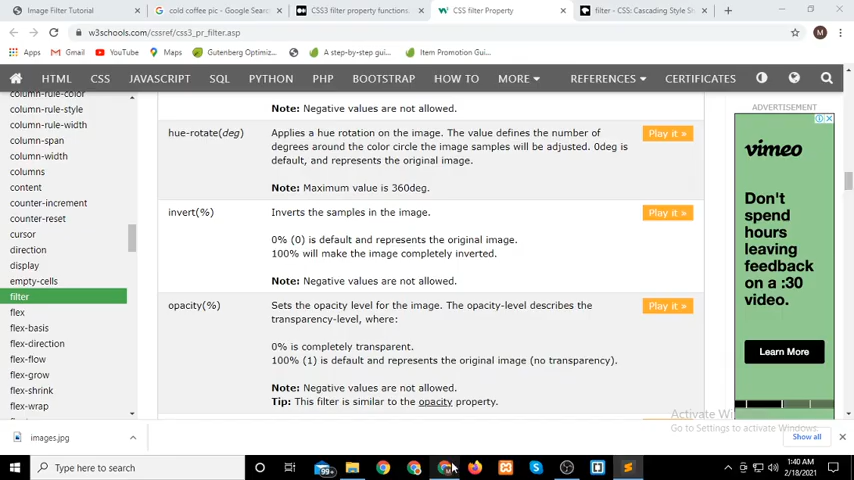 Image Filter Tutorial
cold coffee pic - Google Sear
CSS3 filter property functions
CSS filter Property
filter - CSS: Cascading Style Sh
w3schools.com/cssref/css3_pr_filter.asp
M
Apps
Gmail
YouTube
Maps
Gutenberg Optimiz...
A step-by-step gui...
Item Promotion Gui...
HTML
CSS
JAVASCRIPT
SQL
PYTHON
PHP
BOOTSTRAP
HOW TO
MORE
REFERENCES
CERTIFICATES
column-rule-color
column-rule-style
column-rule-width
column-span
column-width
columns
content
counter-increment
counter-reset
cursor
direction
display
empty-cells
filter
flex
flex-basis
flex-direction
flex-flow
flex-grow
flex-shrink
flex-wrap
Note: Negative values are not allowed.
hue-rotate(deg)
Applies a hue rotation on the image. The value defines the number of
degrees around the color circle the image samples will be adjusted. 0deg is
default, and represents the original image.
Note: Maximum value is 360deg.
Play it »
invert(%)
Inverts the samples in the image.
0% (0) is default and represents the original image.
100% will make the image completely inverted.
Note: Negative values are not allowed.
Play it »
opacity(%)
Sets the opacity level for the image. The opacity-level describes the
transparency-level, where:
0% is completely transparent.
100% (1) is default and represents the original image (no transparency).
Note: Negative values are not allowed.
Tip: This filter is similar to the opacity property.
Play it »
ADVERTISEMENT
vimeo
Don't
spend
hours
leaving
feedback
on a :30
video.
Learn More
Activate Wi
Go to Settings to activate Windows.
images.jpg
Show all
Type here to search
99+
1:40 AM
2/18/2021